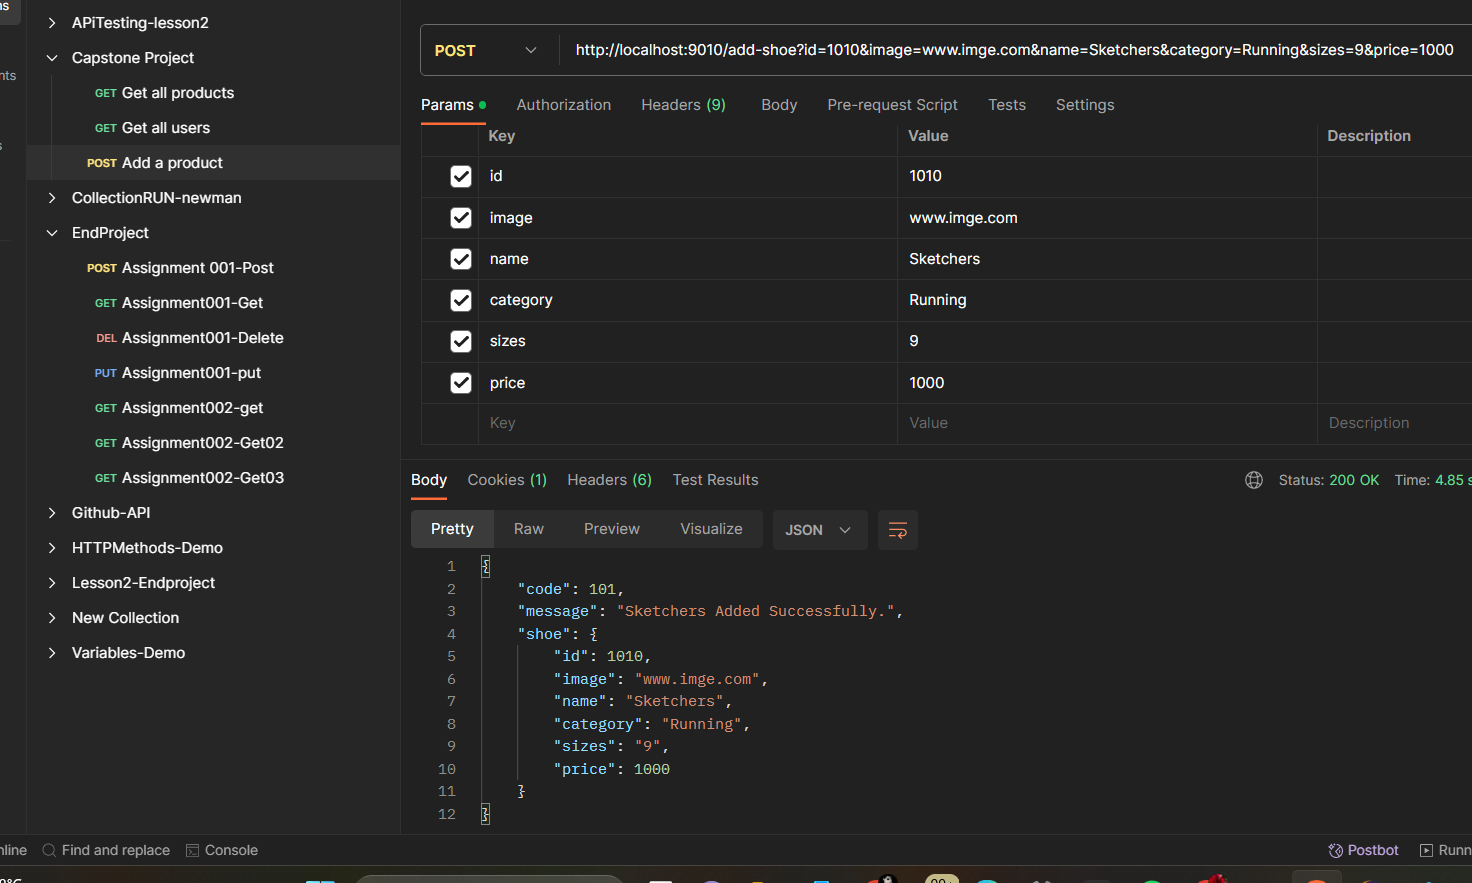 APiTesting-lesson2
Capstone Project
GET Get all products
GET Get all users
POST Add a product
CollectionRUN-newman
EndProject
POST Assignment 001-Post
GET Assignment001-Get
DEL Assignment001-Delete
PUT Assignment001-put
GET Assignment002-get
GET Assignment002-Get02
GET Assignment002-Get03
Github-API
HTTPMethods-Demo
Lesson2-Endproject
New Collection
Variables-Demo
POST http://localhost:9010/add-shoe?id=1010&image=www.imge.com&name=Sketchers&category=Running&sizes=9&price=1000
Params Authorization Headers (9) Body Pre-request Script Tests Settings
Key Value Description
id 1010
image www.imge.com
name Sketchers
category Running
sizes 9
price 1000
Key Value Description
Body Cookies (1) Headers (6) Test Results Status: 200 OK Time: 4.85 s
Pretty Raw Preview Visualize JSON
1 {
2 "code": 101,
3 "message": "Sketchers Added Successfully.",
4 "shoe": {
5 "id": 1010,
6 "image": "www.imge.com",
7 "name": "Sketchers",
8 "category": "Running",
9 "sizes": "9",
10 "price": 1000
11 }
12 }
Find and replace Console Postbot Runn